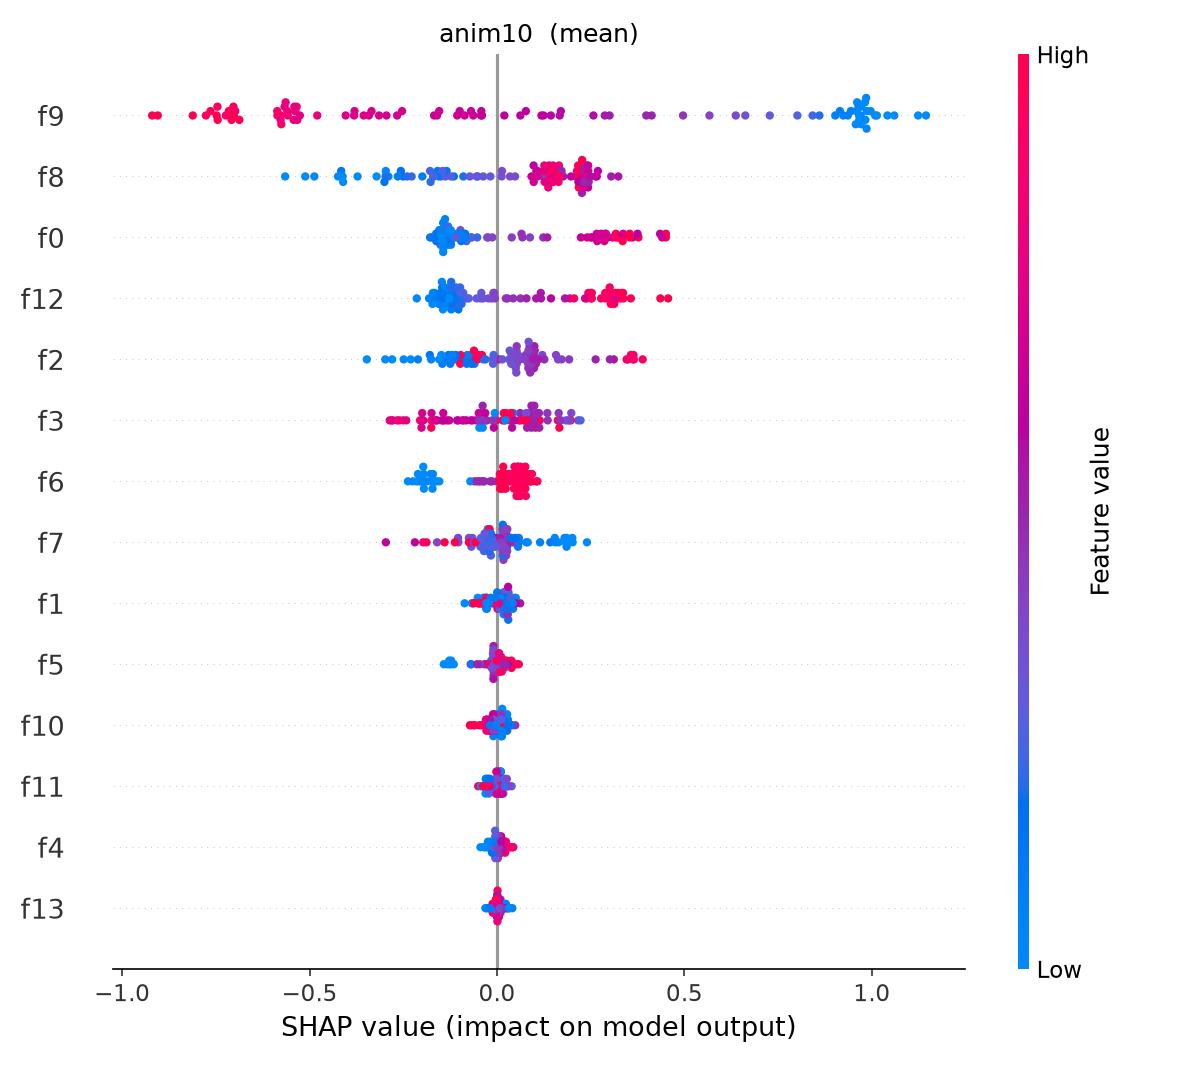 anim10  (mean)
High
f9
f8
f0
f12
f2
f3
f6
f7
f1
f5
f10
f11
f4
f13
Feature value
Low
−1.0
−0.5
0.0
0.5
1.0
SHAP value (impact on model output)